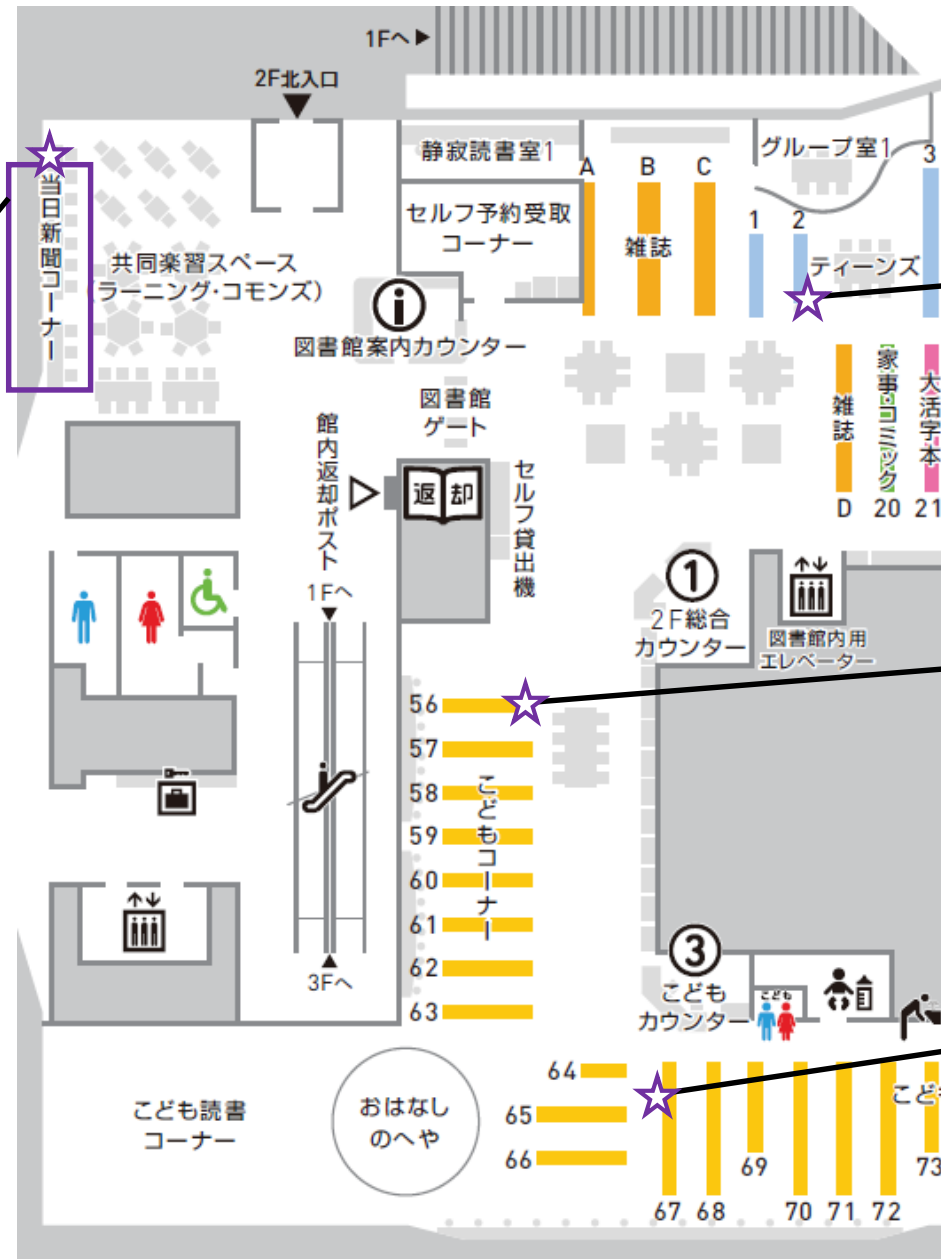 1Fへ
2F北入口
静寂読書室1
グループ室1
3
A
B
C
セルフ予約受取
コーナー
雑誌
1
2
ティーンズ
当日新聞コーナー
共同楽習スペース
(ラーニング・コモンズ)
図書館案内カウンター
図書館
ゲート
雑誌
家事・コミック
大活字本
D
20
21
館内返却ポスト
返却
セルフ貸出機
1Fへ
①
2F総合
カウンター
図書館内用
エレベーター
56
57
58
59
60
61
62
63
こどもコーナー
3Fへ
③
こども
カウンター
こども
64
65
66
こども読書
コーナー
おはなし
のへや
こど
67
68
69
70
71
72
73